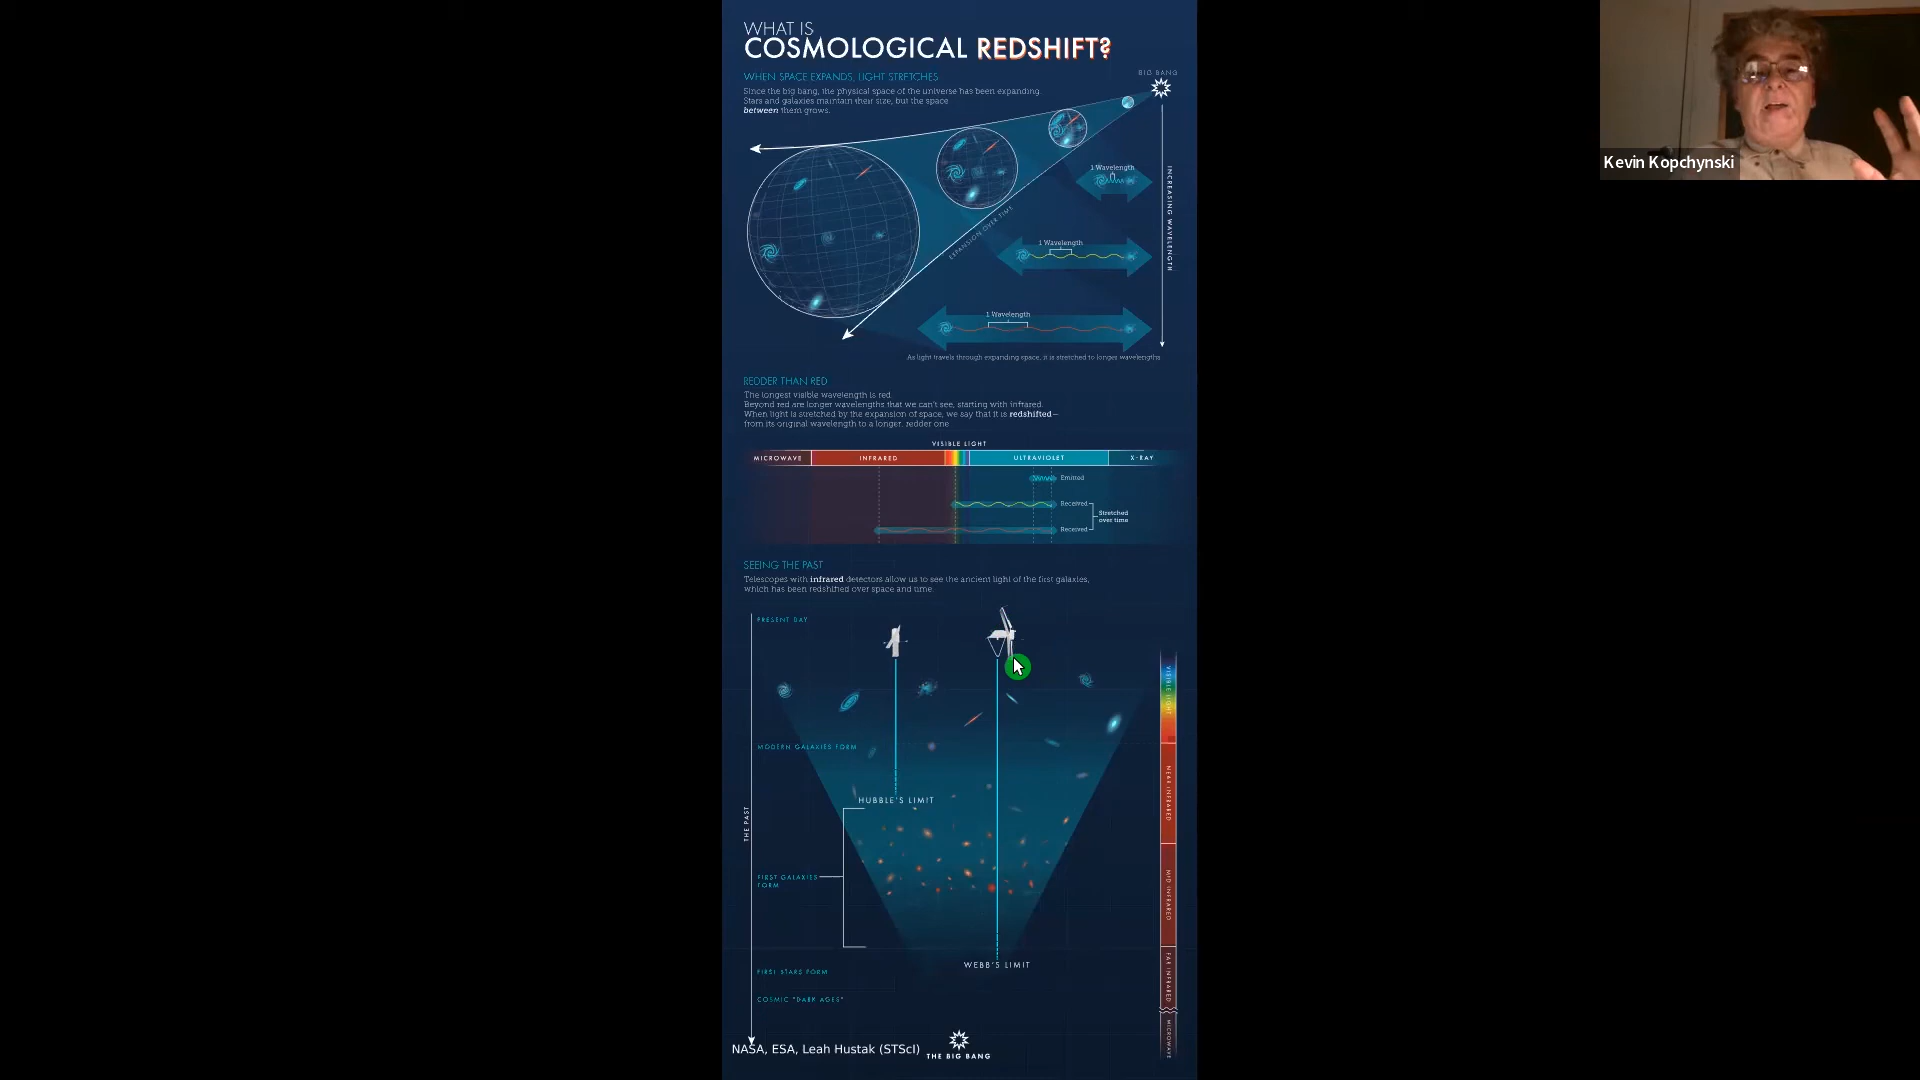 WHAT IS
COSMOLOGICAL REDSHIFT?
WHEN SPACE EXPANDS, LIGHT STRETCHES
Since the big bang, the physical space of the universe has been expanding.
Stars and galaxies maintain their size, but the space
between them grows.
BIG BANG
1 Wavelength
1 Wavelength
1 Wavelength
EXPANSION OVER TIME
INCREASING WAVELENGTH
As light travels through expanding space, it is stretched to longer wavelengths
REDDER THAN RED
The longest visible wavelength is red
Beyond red are longer wavelengths that we can't see, starting with infrared.
When light is stretched by the expansion of space, we say that it is redshifted—
from its original wavelength to a longer, redder one
VISIBLE LIGHT
MICROWAVE INFRARED ULTRAVIOLET X-RAY
Emitted
Received
Stretched
over time
Received
SEEING THE PAST
Telescopes with infrared detectors allow us to see the ancient light of the first galaxies,
which has been redshifted over space and time.
PRESENT DAY
MODERN GALAXIES FORM
HUBBLE'S LIMIT
THE PAST
FIRST GALAXIES
FORM
WEBB'S LIMIT
FIRST STARS FORM
COSMIC "DARK AGES"
VISIBLE LIGHT
NEAR INFRARED
MID INFRARED
FAR INFRARED
MICROWAVE
NASA, ESA, Leah Hustak (STScI)
THE BIG BANG
Kevin Kopchynski